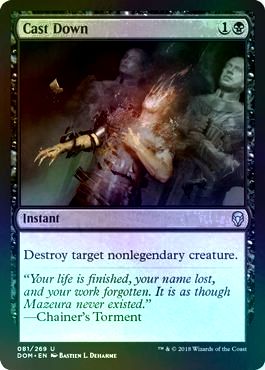 Cast Down 1
Instant
Destroy target nonlegendary creature.
“Your life is finished, your name lost,
and your work forgotten. It is as though
Mazeura never existed.”
—Chainer’s Torment
081/269 U
DOM • EN Bastien L. Deharme
™ & © 2018 Wizards of the Coast